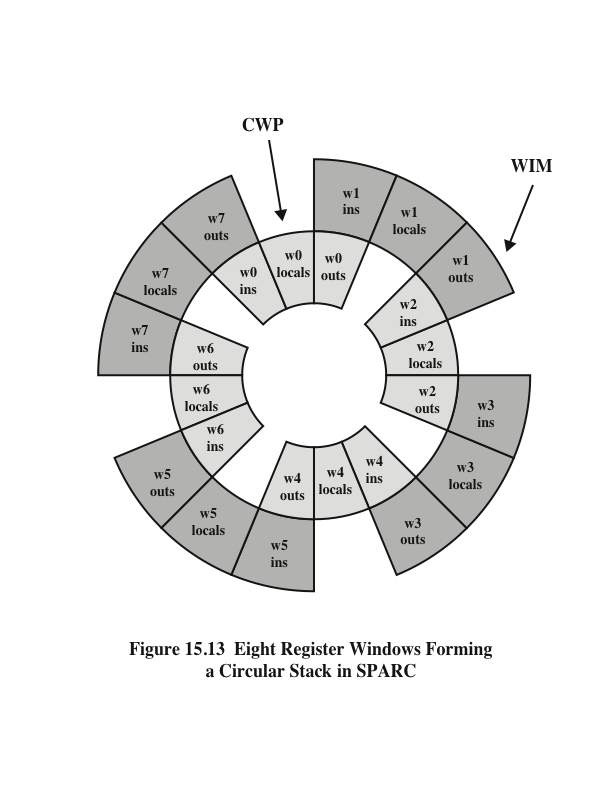 CWP
WIM
w1
ins
w1
locals
w1
outs
w7
outs
w7
locals
w7
ins
w0
ins
w0
locals
w0
outs
w2
ins
w2
locals
w2
outs
w6
outs
w6
locals
w6
ins
w3
ins
w3
locals
w3
outs
w4
outs
w4
locals
w4
ins
w5
outs
w5
locals
w5
ins
Figure 15.13 Eight Register Windows Forming
a Circular Stack in SPARC